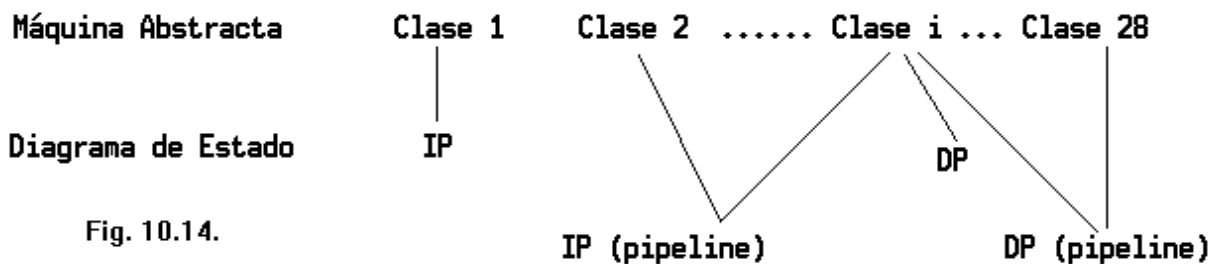 Máquina Abstracta Clase 1 Clase 2 ...... Clase i ... Clase 28
Diagrama de Estado IP DP
Fig. 10.14.
IP (pipeline) DP (pipeline)